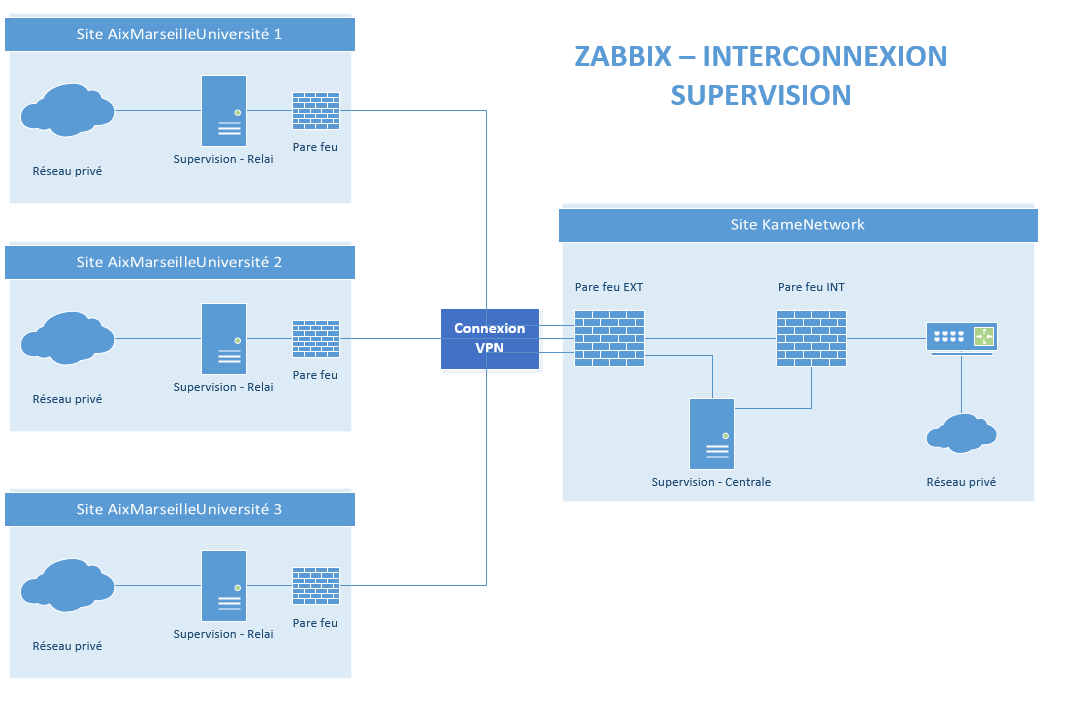 ZABBIX – INTERCONNEXION
SUPERVISION
Site AixMarseilleUniversité 1
Réseau privé
Supervision - Relai
Pare feu
Site AixMarseilleUniversité 2
Réseau privé
Supervision - Relai
Pare feu
Site AixMarseilleUniversité 3
Réseau privé
Supervision - Relai
Pare feu
Connexion
VPN
Site KameNetwork
Pare feu EXT
Pare feu INT
Supervision - Centrale
Réseau privé